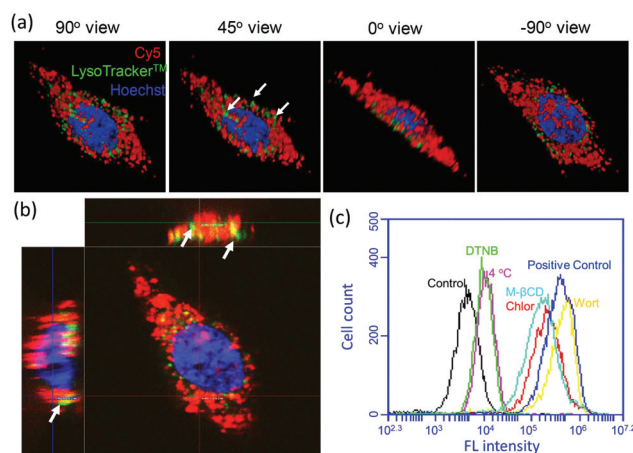 (a)
90° view
45° view
0° view
-90° view
Cy5
LysoTracker™
Hoechst
(b)
(c)
500
400
200
0
Cell count
DTNB
4 ºC
Control
Positive Control
M-βCD
Chlor
Wort
10^2.3
10^3
10^4
10^5
10^6
10^7.2
FL intensity